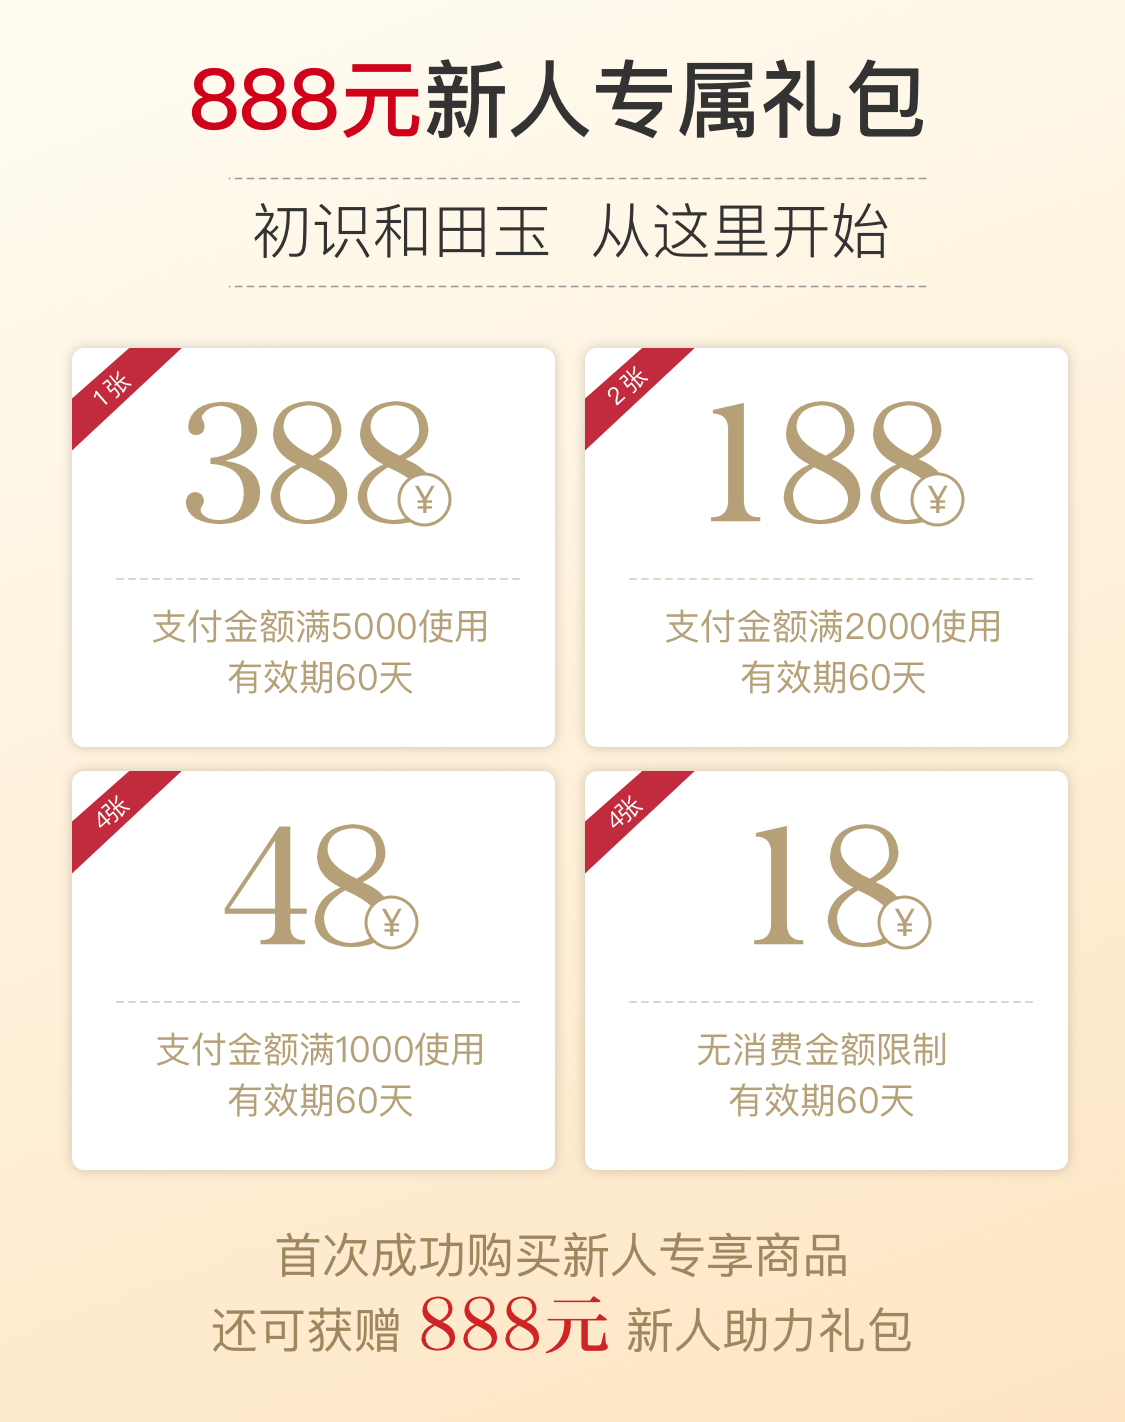 888元新人专属礼包
初识和田玉 从这里开始
1张
388¥
支付金额满5000使用
有效期60天
2张
188¥
支付金额满2000使用
有效期60天
4张
48¥
支付金额满1000使用
有效期60天
4张
18¥
无消费金额限制
有效期60天
首次成功购买新人专享商品
还可获赠 888元 新人助力礼包